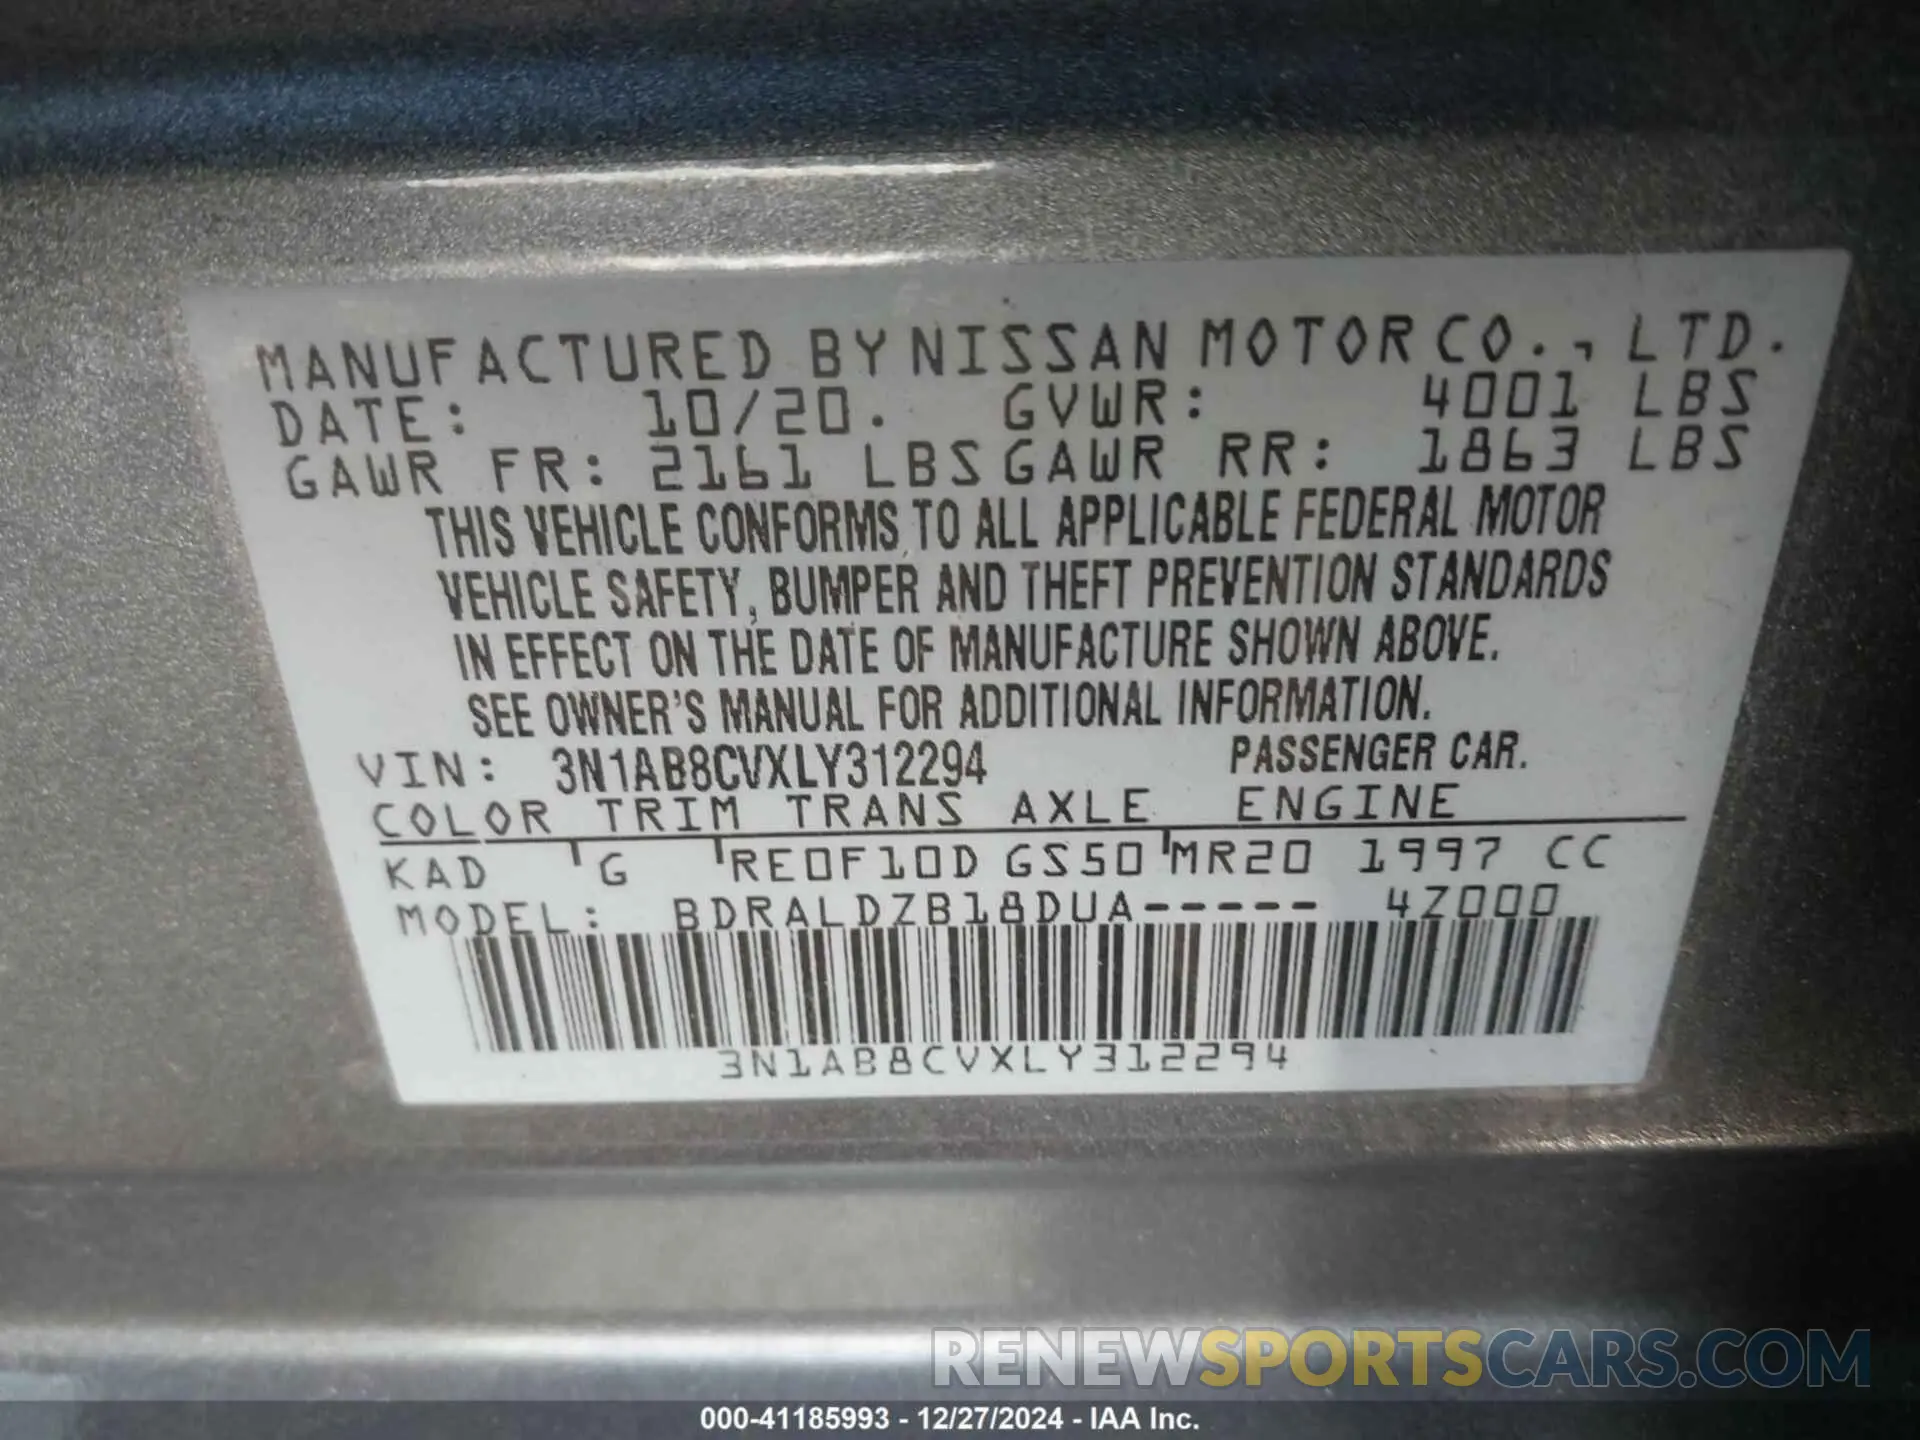 MANUFACTURED BY NISSAN MOTOR CO., LTD.
DATE: 10/20. GVWR: 4001 LBS
GAWR FR: 2161 LBS GAWR RR: 1863 LBS
THIS VEHICLE CONFORMS TO ALL APPLICABLE FEDERAL MOTOR
VEHICLE SAFETY, BUMPER AND THEFT PREVENTION STANDARDS
IN EFFECT ON THE DATE OF MANUFACTURE SHOWN ABOVE.
SEE OWNER'S MANUAL FOR ADDITIONAL INFORMATION.
VIN: 3N1AB8CVXLY312294 PASSENGER CAR.
COLOR TRIM TRANS AXLE ENGINE
KAD G RE0F10D GS50 MR20 1997 CC
MODEL: BDRALDZB18DUA----- 4Z000
3N1AB8CVXLY312294
RENEWSPORTSCARS.COM
000-41185993 - 12/27/2024 - IAA Inc.